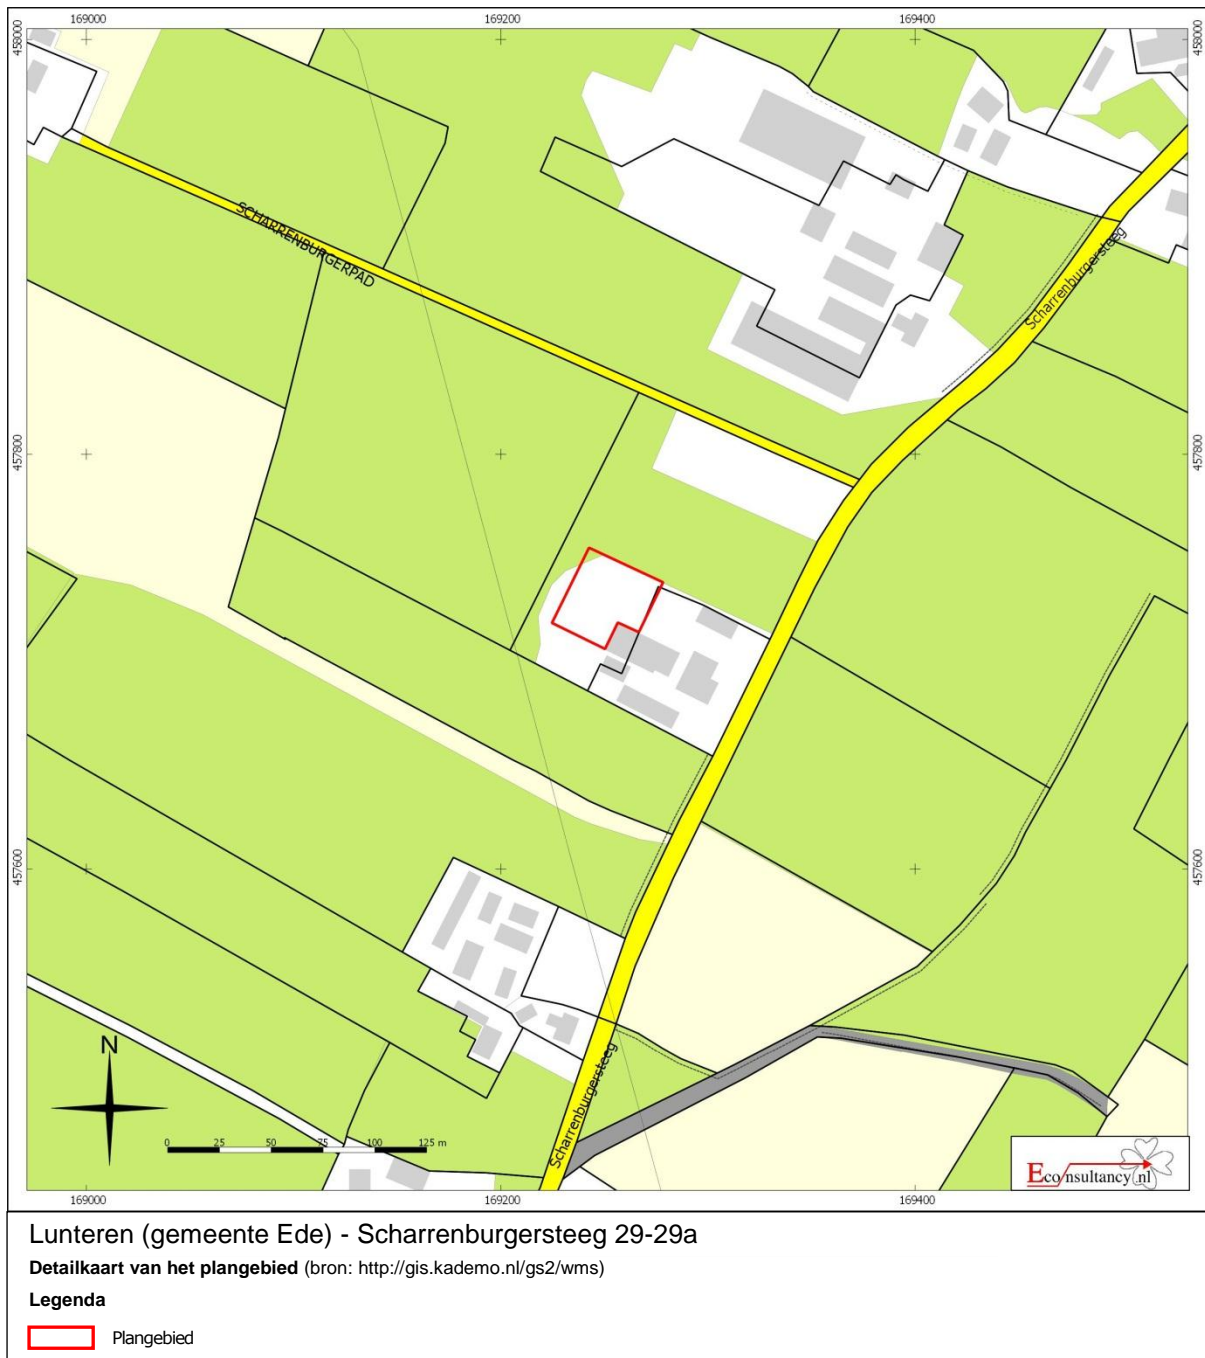 169000
169200
169400
458000
458000
SCHARRENBURGERPAD
Scharrenburgersteeg
457800
457800
457600
457600
N
0 25 50 75 100 125 m
Scharrenburgersteeg
Econsultancy.nl
169000
169200
169400
Lunteren (gemeente Ede) - Scharrenburgersteeg 29-29a
Detailkaart van het plangebied (bron: http://gis.kademo.nl/gs2/wms)
Legenda
Plangebied